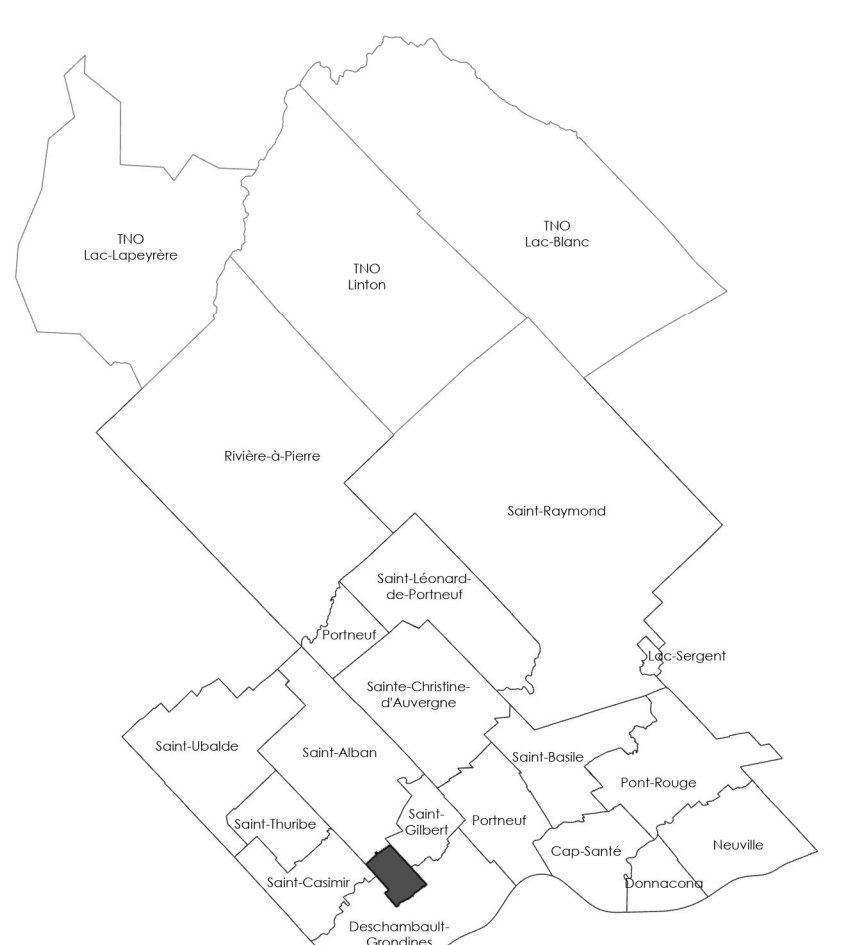 TNO
Lac-Blanc
TNO
Lac-Lapeyrère
TNO
Linton
Rivière-à-Pierre
Saint-Raymond
Saint-Léonard-
de-Portneuf
Portneuf
Lac-Sergent
Sainte-Christine-
d'Auvergne
Saint-Ubalde
Saint-Alban
Saint-Basile
Pont-Rouge
Saint-Thuribe
Saint-
Gilbert
Portneuf
Neuville
Cap-Santé
Saint-Casimir
Donnacona
Deschambault-
Grondines